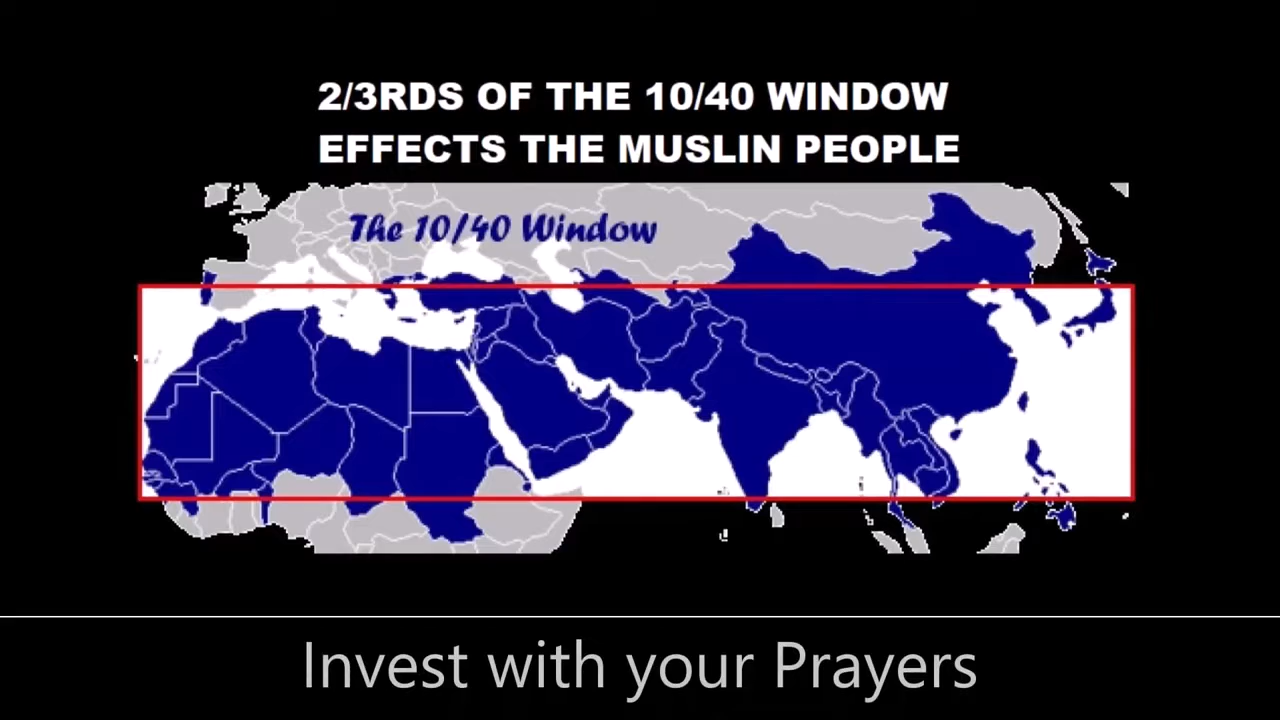 2/3RDS OF THE 10/40 WINDOW
EFFECTS THE MUSLIN PEOPLE
The 10/40 Window
Invest with your Prayers